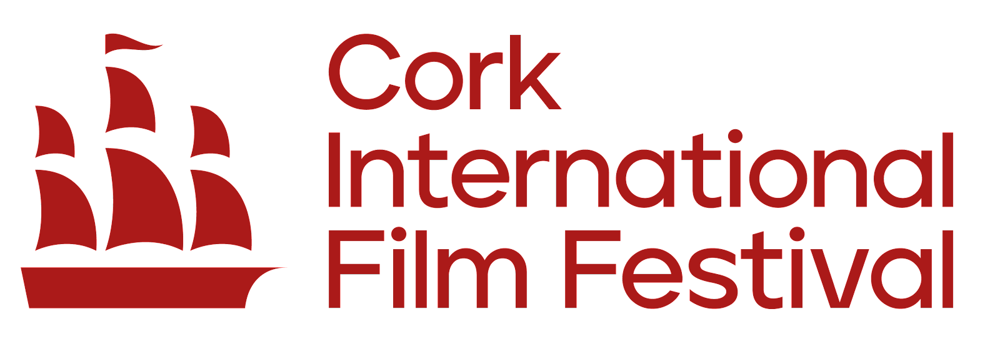 Cork
International
Film Festival